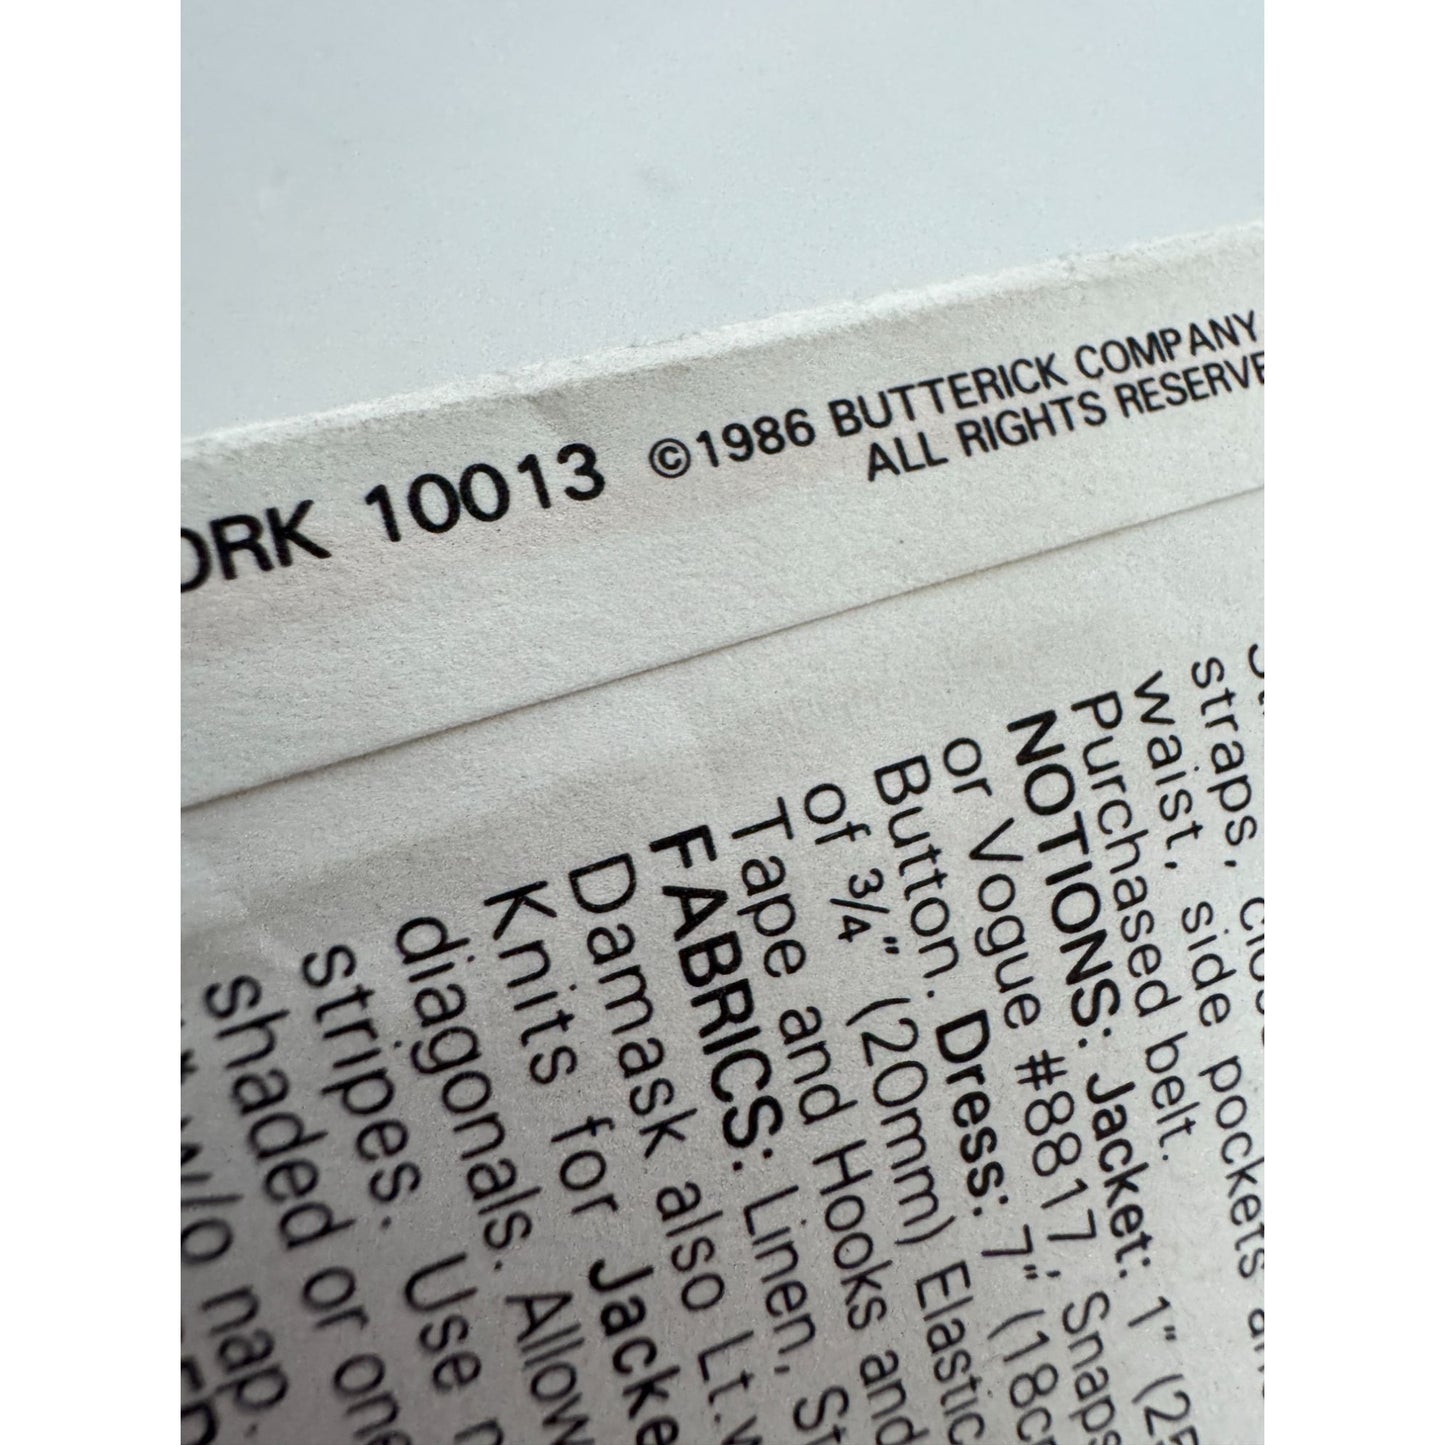 ORK 10013 ©1986 BUTTERICK COMPANY
ALL RIGHTS RESERVE
straps,
waist, side pockets
Purchased belt.
NOTIONS: Jacket: 1"
or Vogue #8817, Snaps
Button. Dress: 7"
of ¾" (20mm) Elastic
Tape and Hooks and
FABRICS: Linen,
Damask also Lt.
Knits for Jacke
diagonals. Allow
stripes. Use
shaded or one
w/o nap.